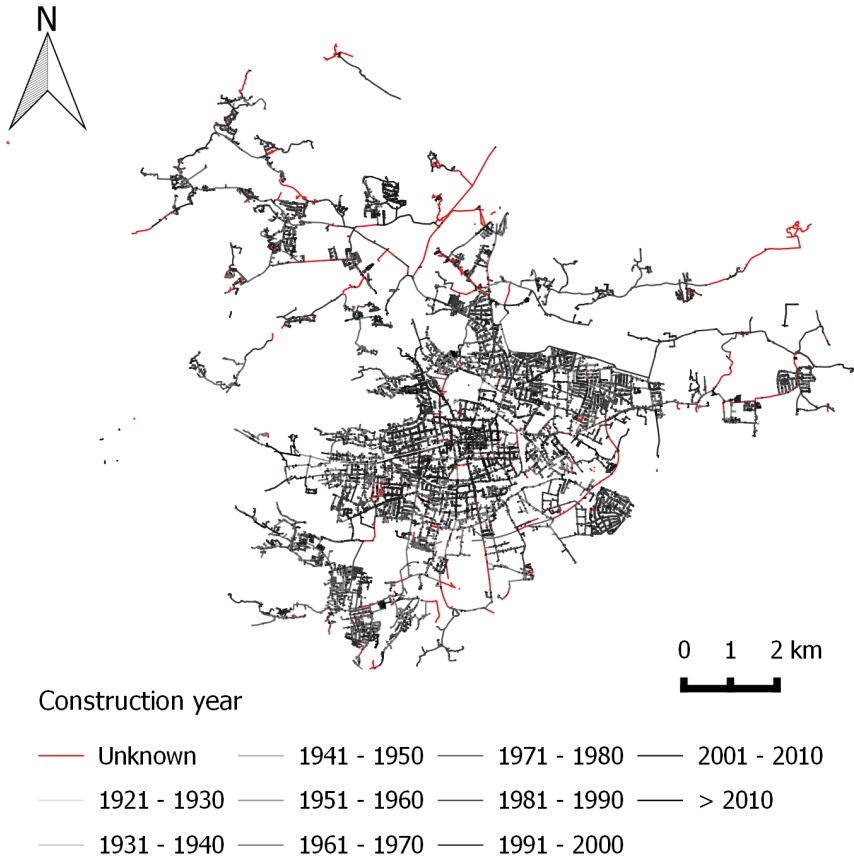 N
0 1 2 km
Construction year
Unknown 1941 - 1950 1971 - 1980 2001 - 2010
1921 - 1930 1951 - 1960 1981 - 1990 > 2010
1931 - 1940 1961 - 1970 1991 - 2000